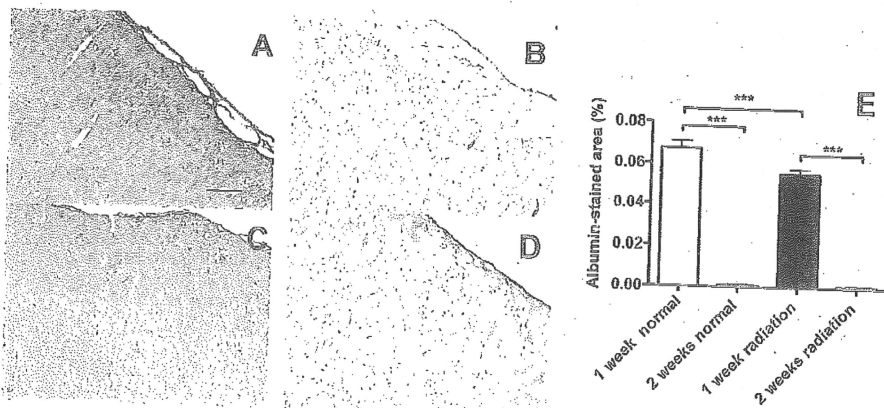 A
B
C
D
E
***
***
***
Albumin-stained area (%)
0.08
0.06
0.04
0.02
0.00
1 week normal
2 weeks normal
1 week radiation
2 weeks radiation